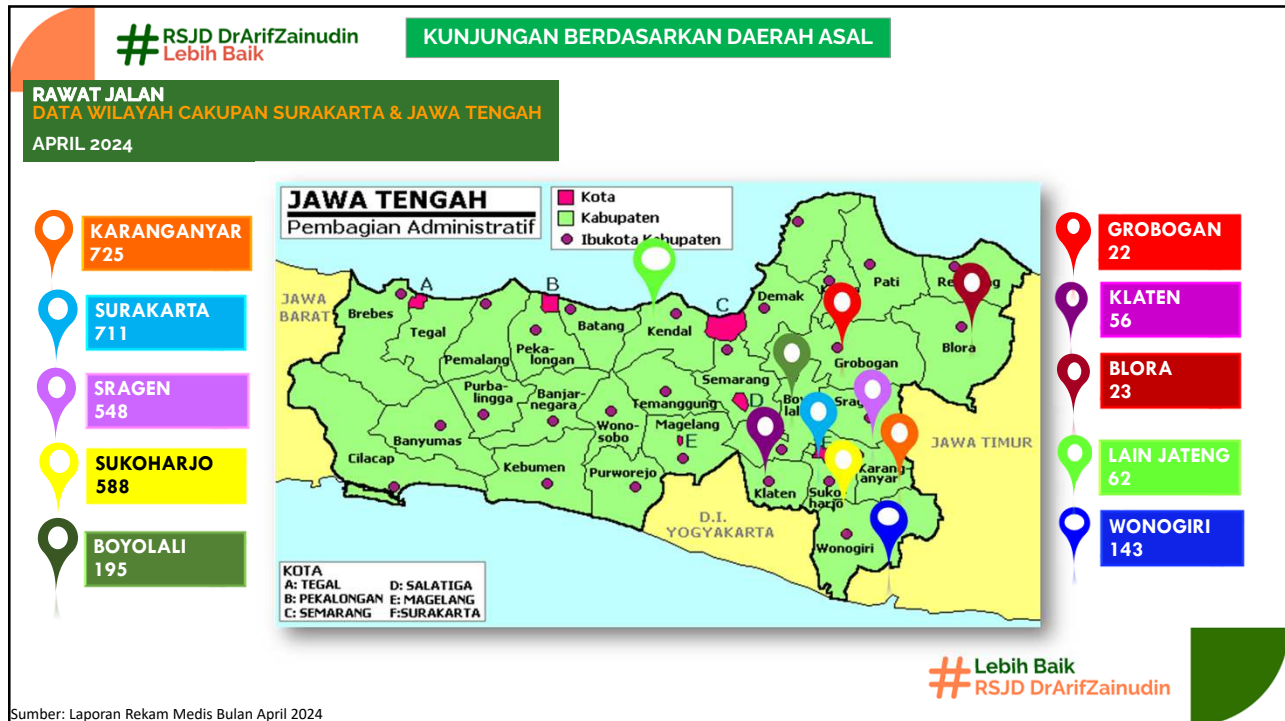 #RSJD DrArifZainudin
Lebih Baik
KUNJUNGAN BERDASARKAN DAERAH ASAL
RAWAT JALAN
DATA WILAYAH CAKUPAN SURAKARTA & JAWA TENGAH
APRIL 2024
KARANGANYAR
725
SURAKARTA
711
SRAGEN
548
SUKOHARJO
588
BOYOLALI
195
JAWA TENGAH
Pembagian Administratif
Kota
Kabupaten
Ibukota Kabupaten
JAWA
BARAT
A
B
C
Brebes
Tegal
Pemalang
Peka-
longan
Batang
Kendal
Demak
Pati
Blora
Grobogan
Semarang
D
Purba-
lingga
Banjar-
negara
Wono-
sobo
Temanggung
Magelang
E
Banyumas
Cilacap
Kebumen
Purworejo
Klaten
Suko
harjo
Karang
anyar
Wonogiri
JAWA TIMUR
D.I.
YOGYAKARTA
KOTA
A: TEGAL D: SALATIGA
B: PEKALONGAN E: MAGELANG
C: SEMARANG F:SURAKARTA
GROBOGAN
22
KLATEN
56
BLORA
23
LAIN JATENG
62
WONOGIRI
143
#Lebih Baik
RSJD DrArifZainudin
Sumber: Laporan Rekam Medis Bulan April 2024